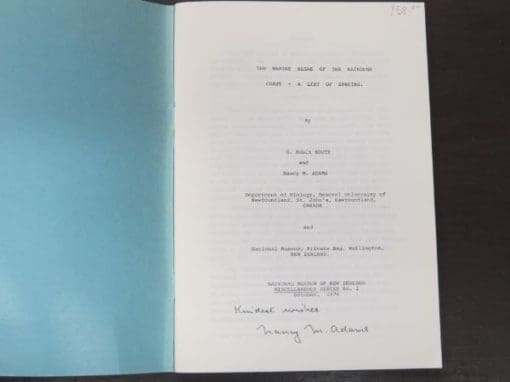 THE MARINE ALGAE OF THE KAIKOURA
COAST - A LIST OF SPECIES.
by
G. Robin SOUTH
and
Nancy M. ADAMS
Department of Biology, Memorial University of
Newfoundland, St. John's, Newfoundland,
CANADA
and
National Museum, Private Bag, Wellington,
NEW ZEALAND.
NATIONAL MUSEUM OF NEW ZEALAND
MISCELLANEOUS SERIES No. 1
October, 1976
Kindest wishes
Nancy M. Adams